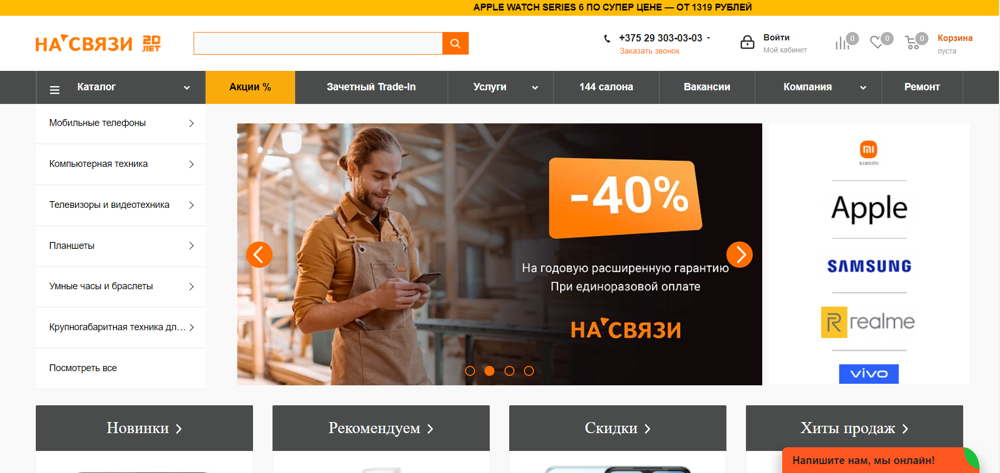 APPLE WATCH SERIES 6 ПО СУПЕР ЦЕНЕ — ОТ 1319 РУБЛЕЙ
НА СВЯЗИ 20 ЛЕТ
+375 29 303-03-03
Заказать звонок
Войти
Мой кабинет
0
0
0
Корзина
пуста
Каталог
Акции %
Зачетный Trade-In
Услуги
144 салона
Вакансии
Компания
Ремонт
Мобильные телефоны
Компьютерная техника
Телевизоры и видеотехника
Планшеты
Умные часы и браслеты
Крупногабаритная техника дл...
Посмотреть все
-40%
На годовую расширенную гарантию
При единоразовой оплате
НА СВЯЗИ
mi
xiaomi
Apple
SAMSUNG
R realme
vivo
Новинки
Рекомендуем
Скидки
Хиты продаж
Напишите нам, мы онлайн!